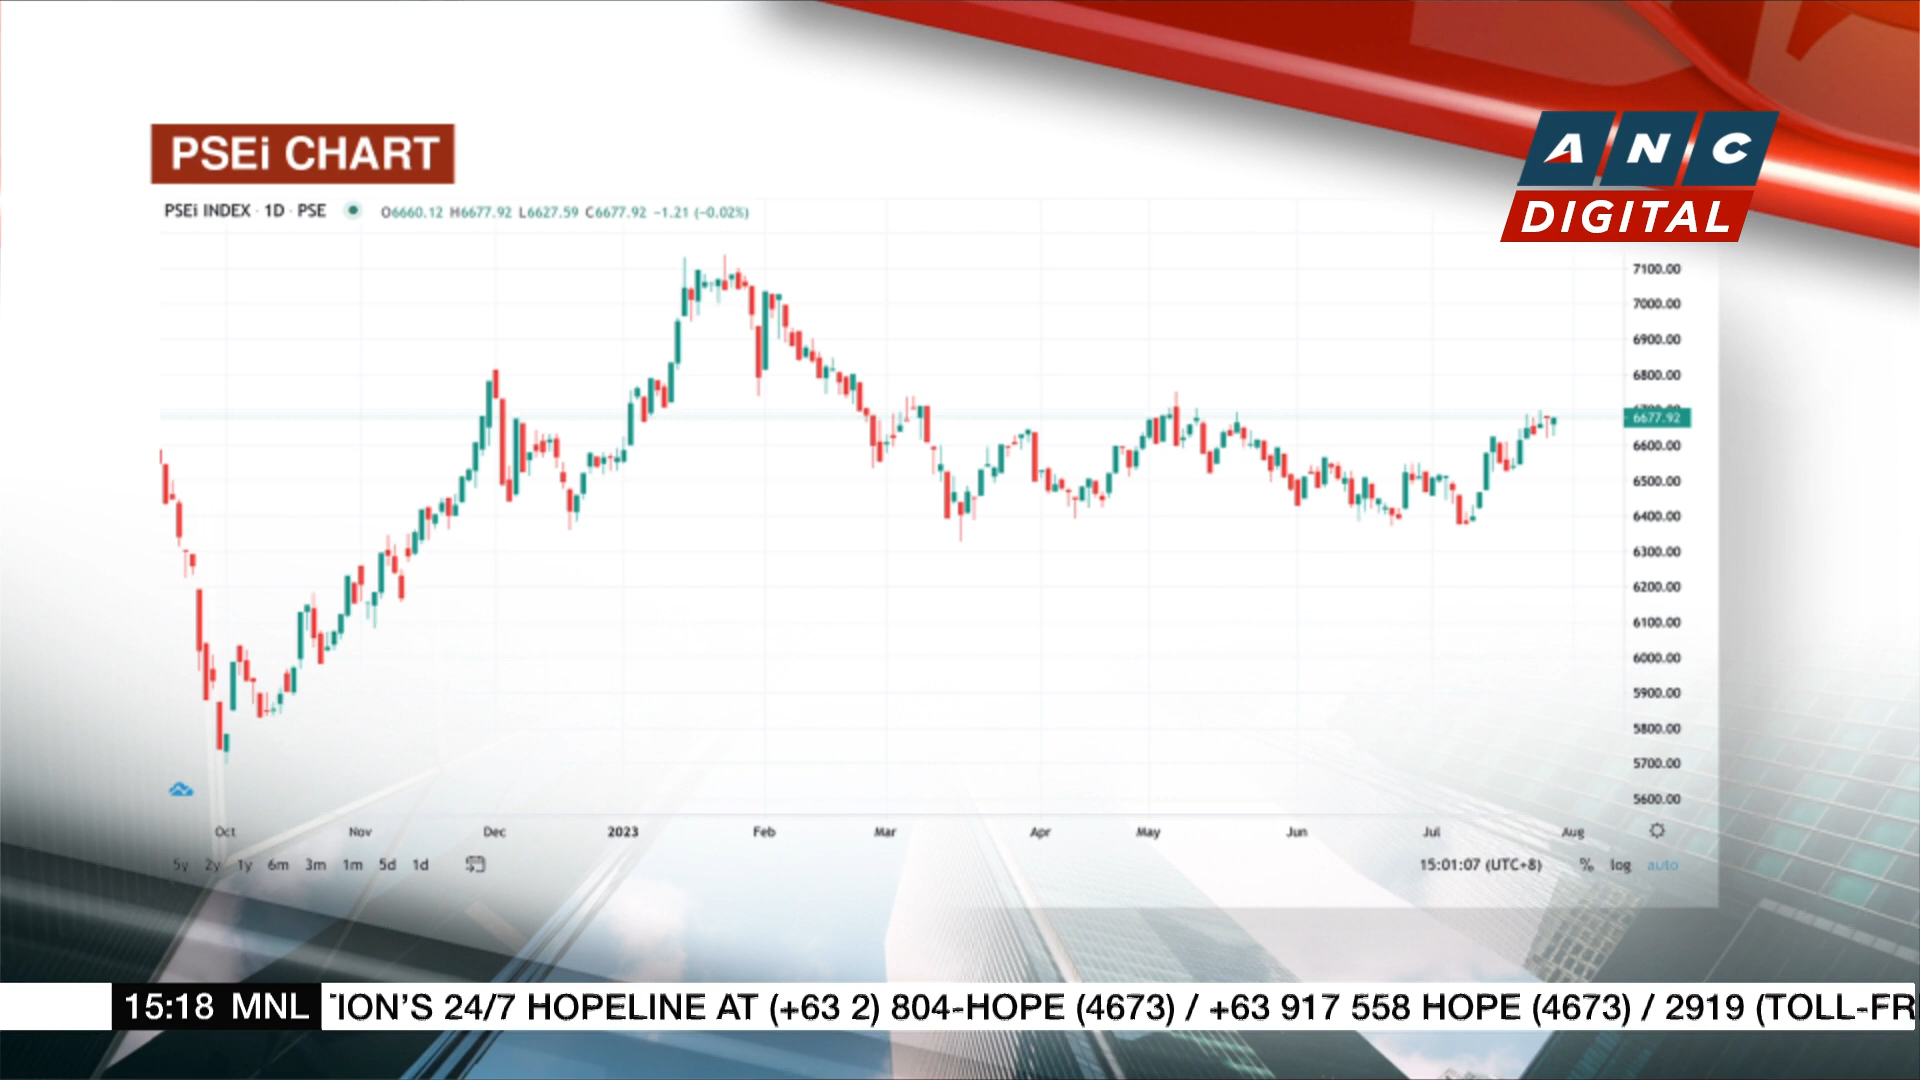 PSEi CHART
A N C
DIGITAL
PSEi INDEX · 1D · PSE O6660.12 H6677.92 L6627.59 C6677.92 −1.21 (−0.02%)
7100.00
7000.00
6900.00
6800.00
6677.92
6600.00
6500.00
6400.00
6300.00
6200.00
6100.00
6000.00
5900.00
5800.00
5700.00
5600.00
Oct Nov Dec 2023 Feb Mar Apr May Jun Jul Aug
5y 2y 1y 6m 3m 1m 5d 1d 15:01:07 (UTC+8) % log auto
15:18 MNL TION'S 24/7 HOPELINE AT (+63 2) 804-HOPE (4673) / +63 917 558 HOPE (4673) / 2919 (TOLL-FR